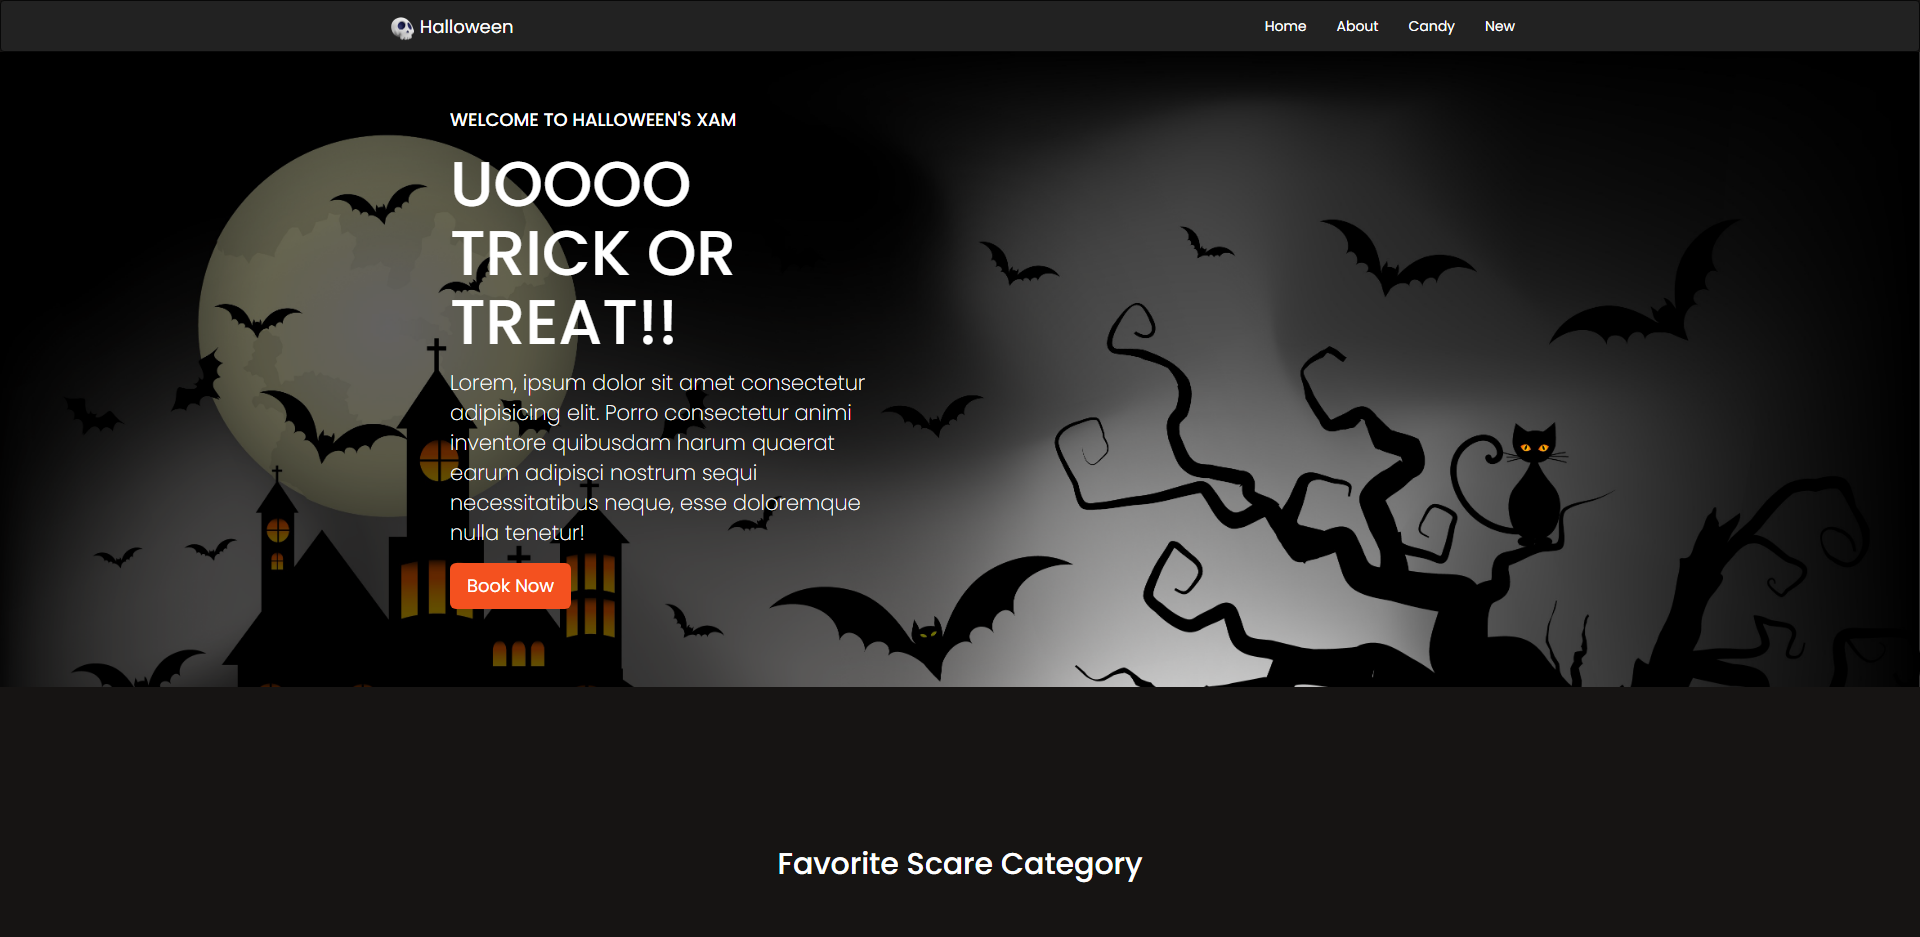 Halloween
Home
About
Candy
New
WELCOME TO HALLOWEEN'S XAM
UOOOO
TRICK OR
TREAT!!
Lorem, ipsum dolor sit amet consectetur
adipisicing elit. Porro consectetur animi
inventore quibusdam harum quaerat
earum adipisci nostrum sequi
necessitatibus neque, esse doloremque
nulla tenetur!
Book Now
Favorite Scare Category